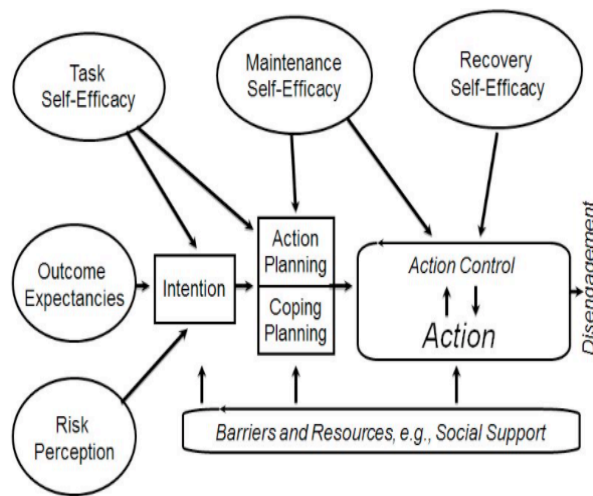 Task
Self-Efficacy
Maintenance
Self-Efficacy
Recovery
Self-Efficacy
Outcome
Expectancies
Intention
Action
Planning
Coping
Planning
Action Control
Action
Disengagement
Risk
Perception
Barriers and Resources, e.g., Social Support